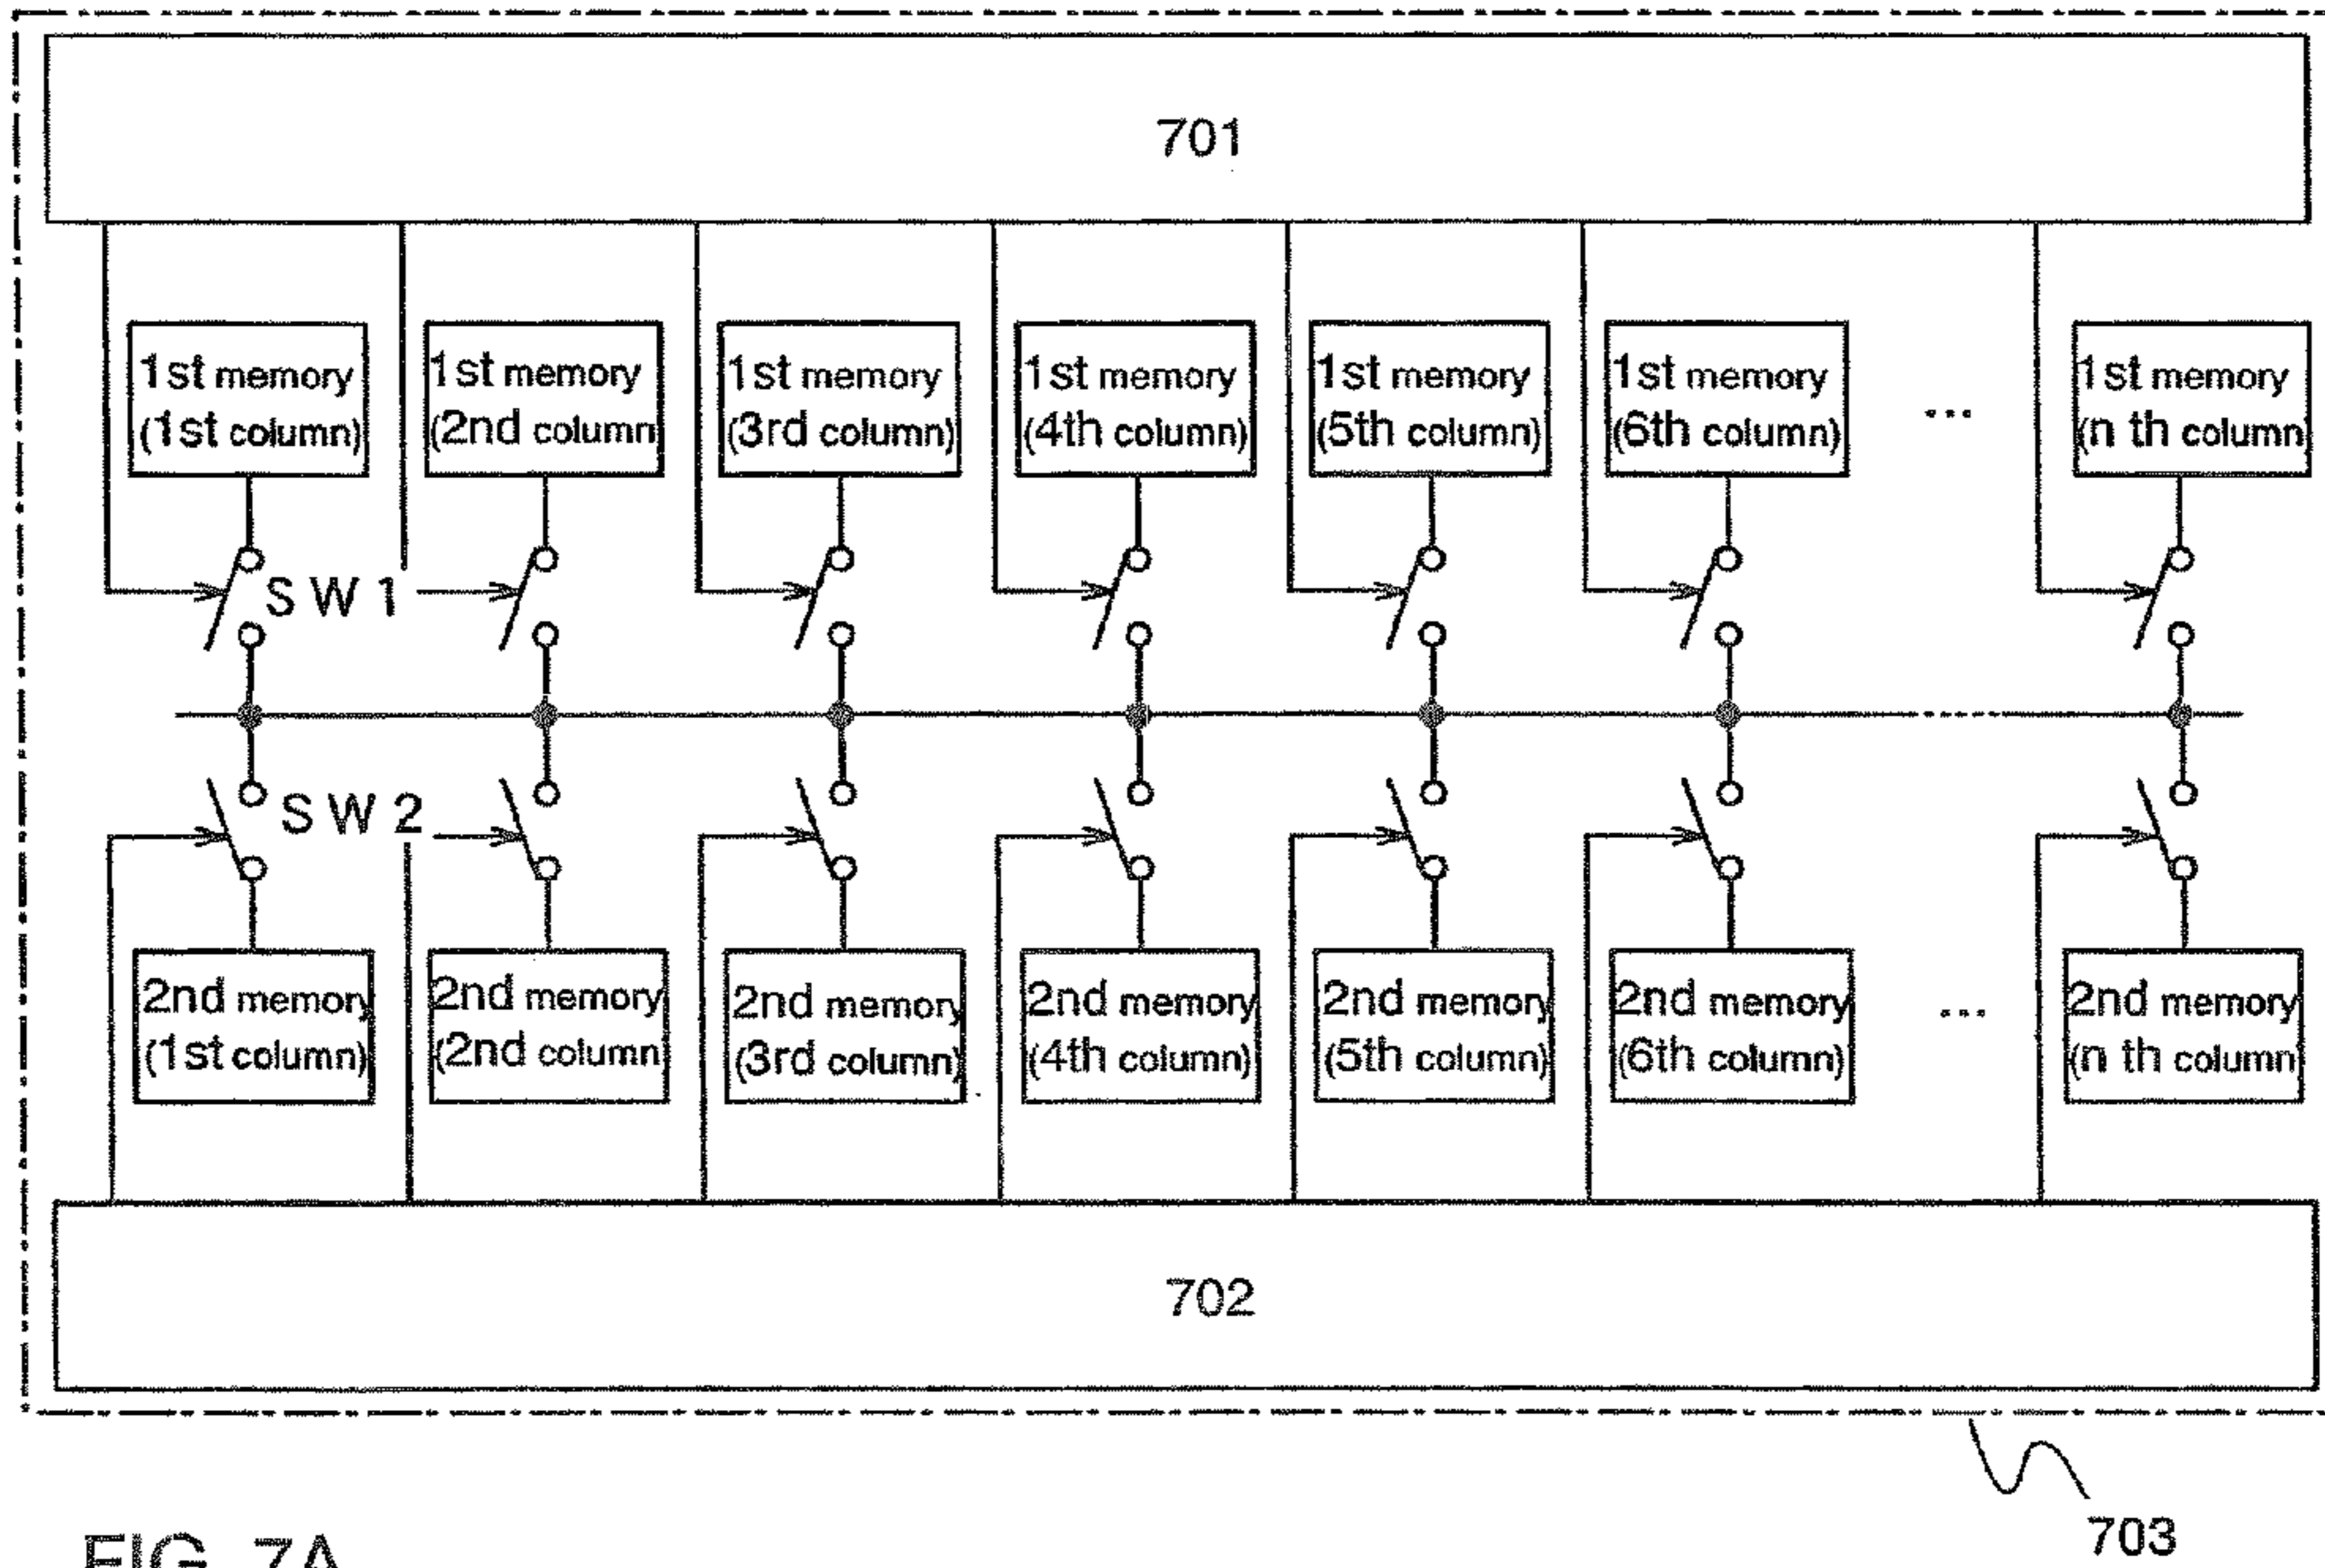 701
1st memory
(1st column)
1st memory
(2nd column
1st memory
(3rd column)
1st memory
(4th column)
1st memory
(5th column)
1st memory
(6th column)
...
1st memory
(n th column)
SW1
SW2
2nd memory
(1st column)
2nd memory
(2nd column)
2nd memory
(3rd column)
2nd memory
(4th column)
2nd memory
(5th column)
2nd memory
(6th column)
...
2nd memory
(n th column)
702
703
FIG. 7A